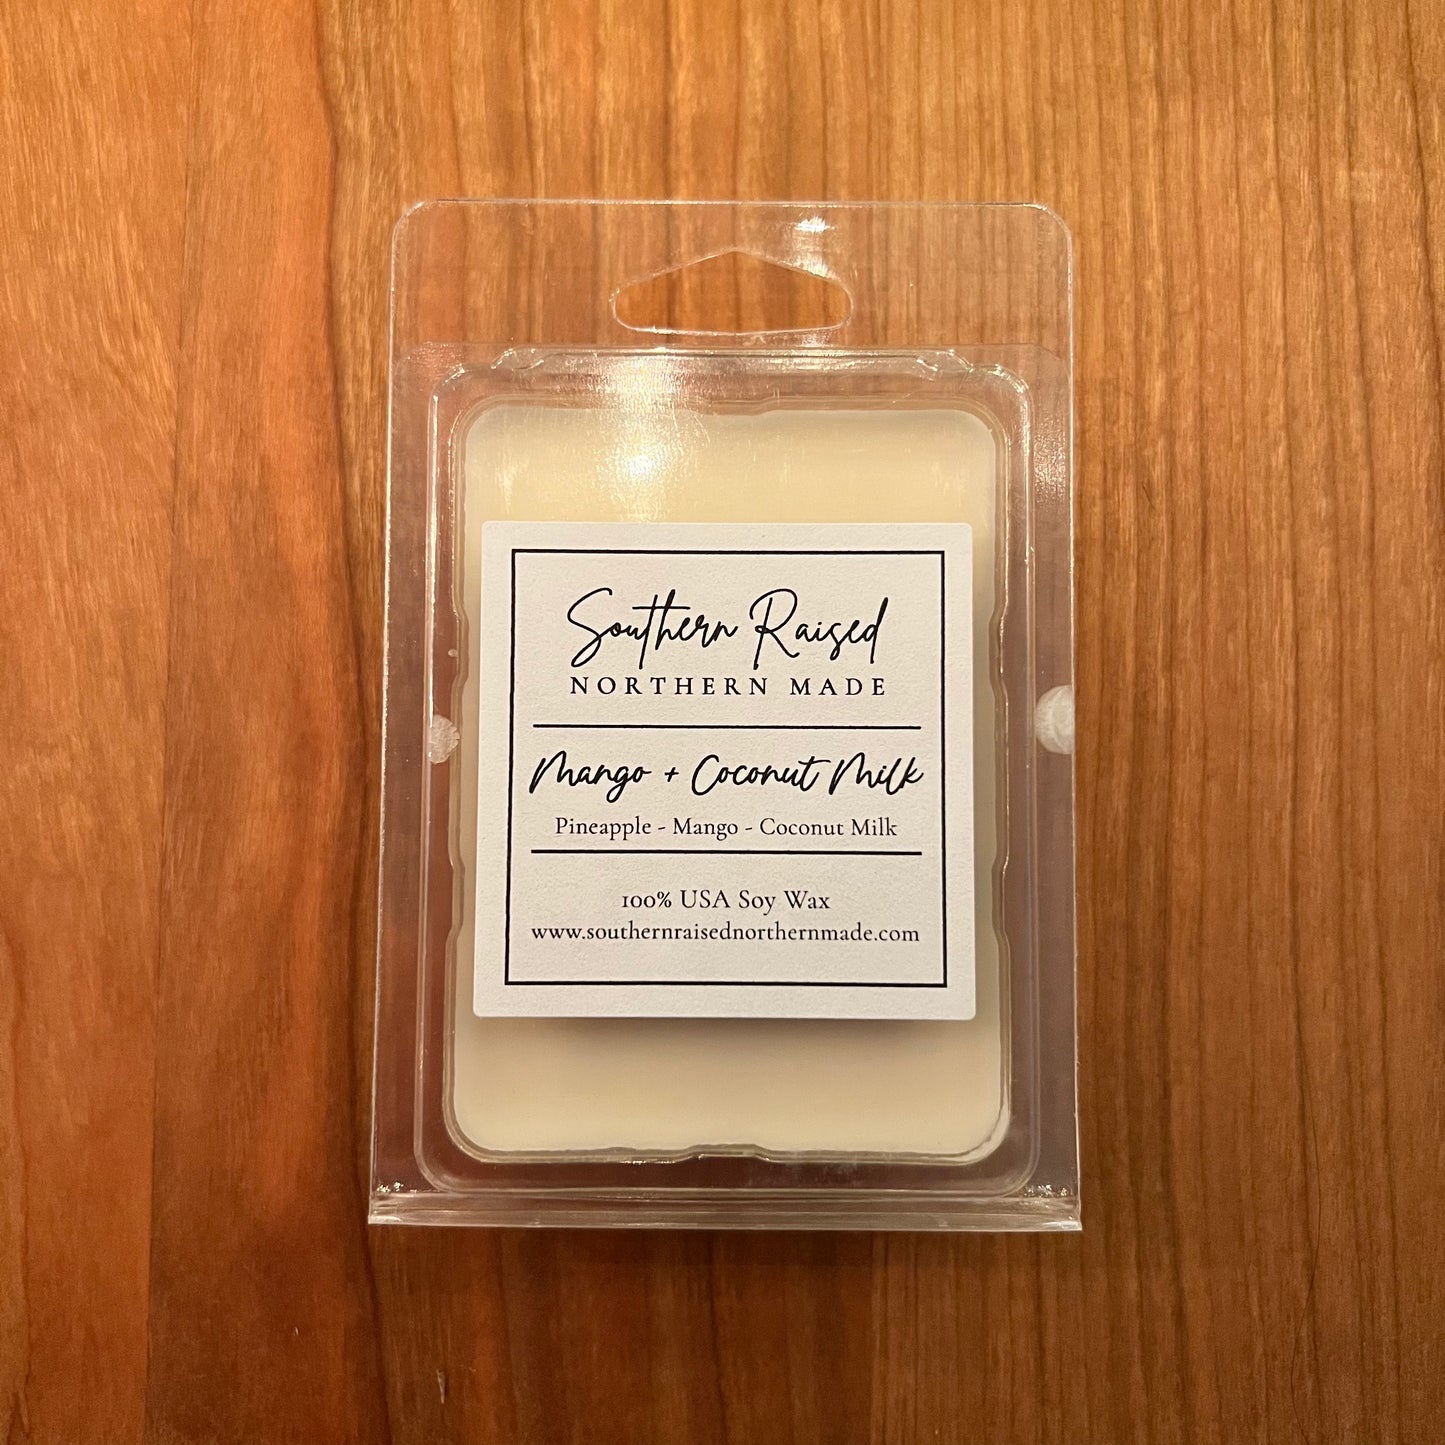 Southern Raised
NORTHERN MADE
Mango + Coconut Milk
Pineapple - Mango - Coconut Milk
100% USA Soy Wax
www.southernraisednorthernmade.com